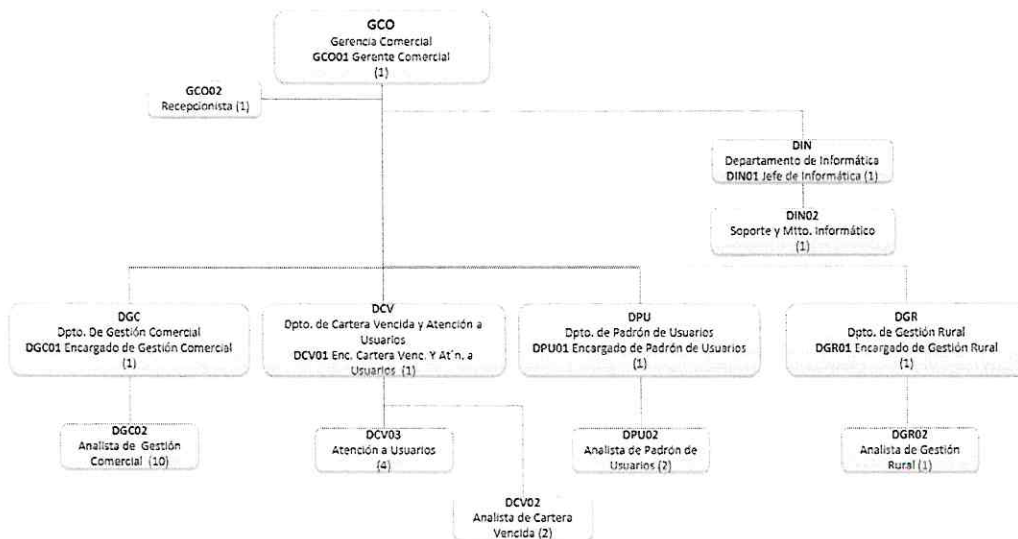 GCO
Gerencia Comercial
GCO01 Gerente Comercial
(1)
GCO02
Recepcionista (1)
DIN
Departamento de Informática
DIN01 Jefe de Informática (1)
DIN02
Soporte y Mtto. Informático
(1)
DGC
Dpto. De Gestión Comercial
DGC01 Encargado de Gestión Comercial
(1)
DCV
Dpto. de Cartera Vencida y Atención a
Usuarios
DCV01 Enc. Cartera Venc. Y At´n. a
Usuarios (1)
DPU
Dpto. de Padrón de Usuarios
DPU01 Encargado de Padrón de Usuarios
(1)
DGR
Dpto. de Gestión Rural
DGR01 Encargado de Gestión Rural
(1)
DGC02
Analista de Gestión
Comercial (10)
DCV03
Atención a Usuarios
(4)
DPU02
Analista de Padrón de
Usuarios (2)
DGR02
Analista de Gestión
Rural (1)
DCV02
Analista de Cartera
Vencida (2)